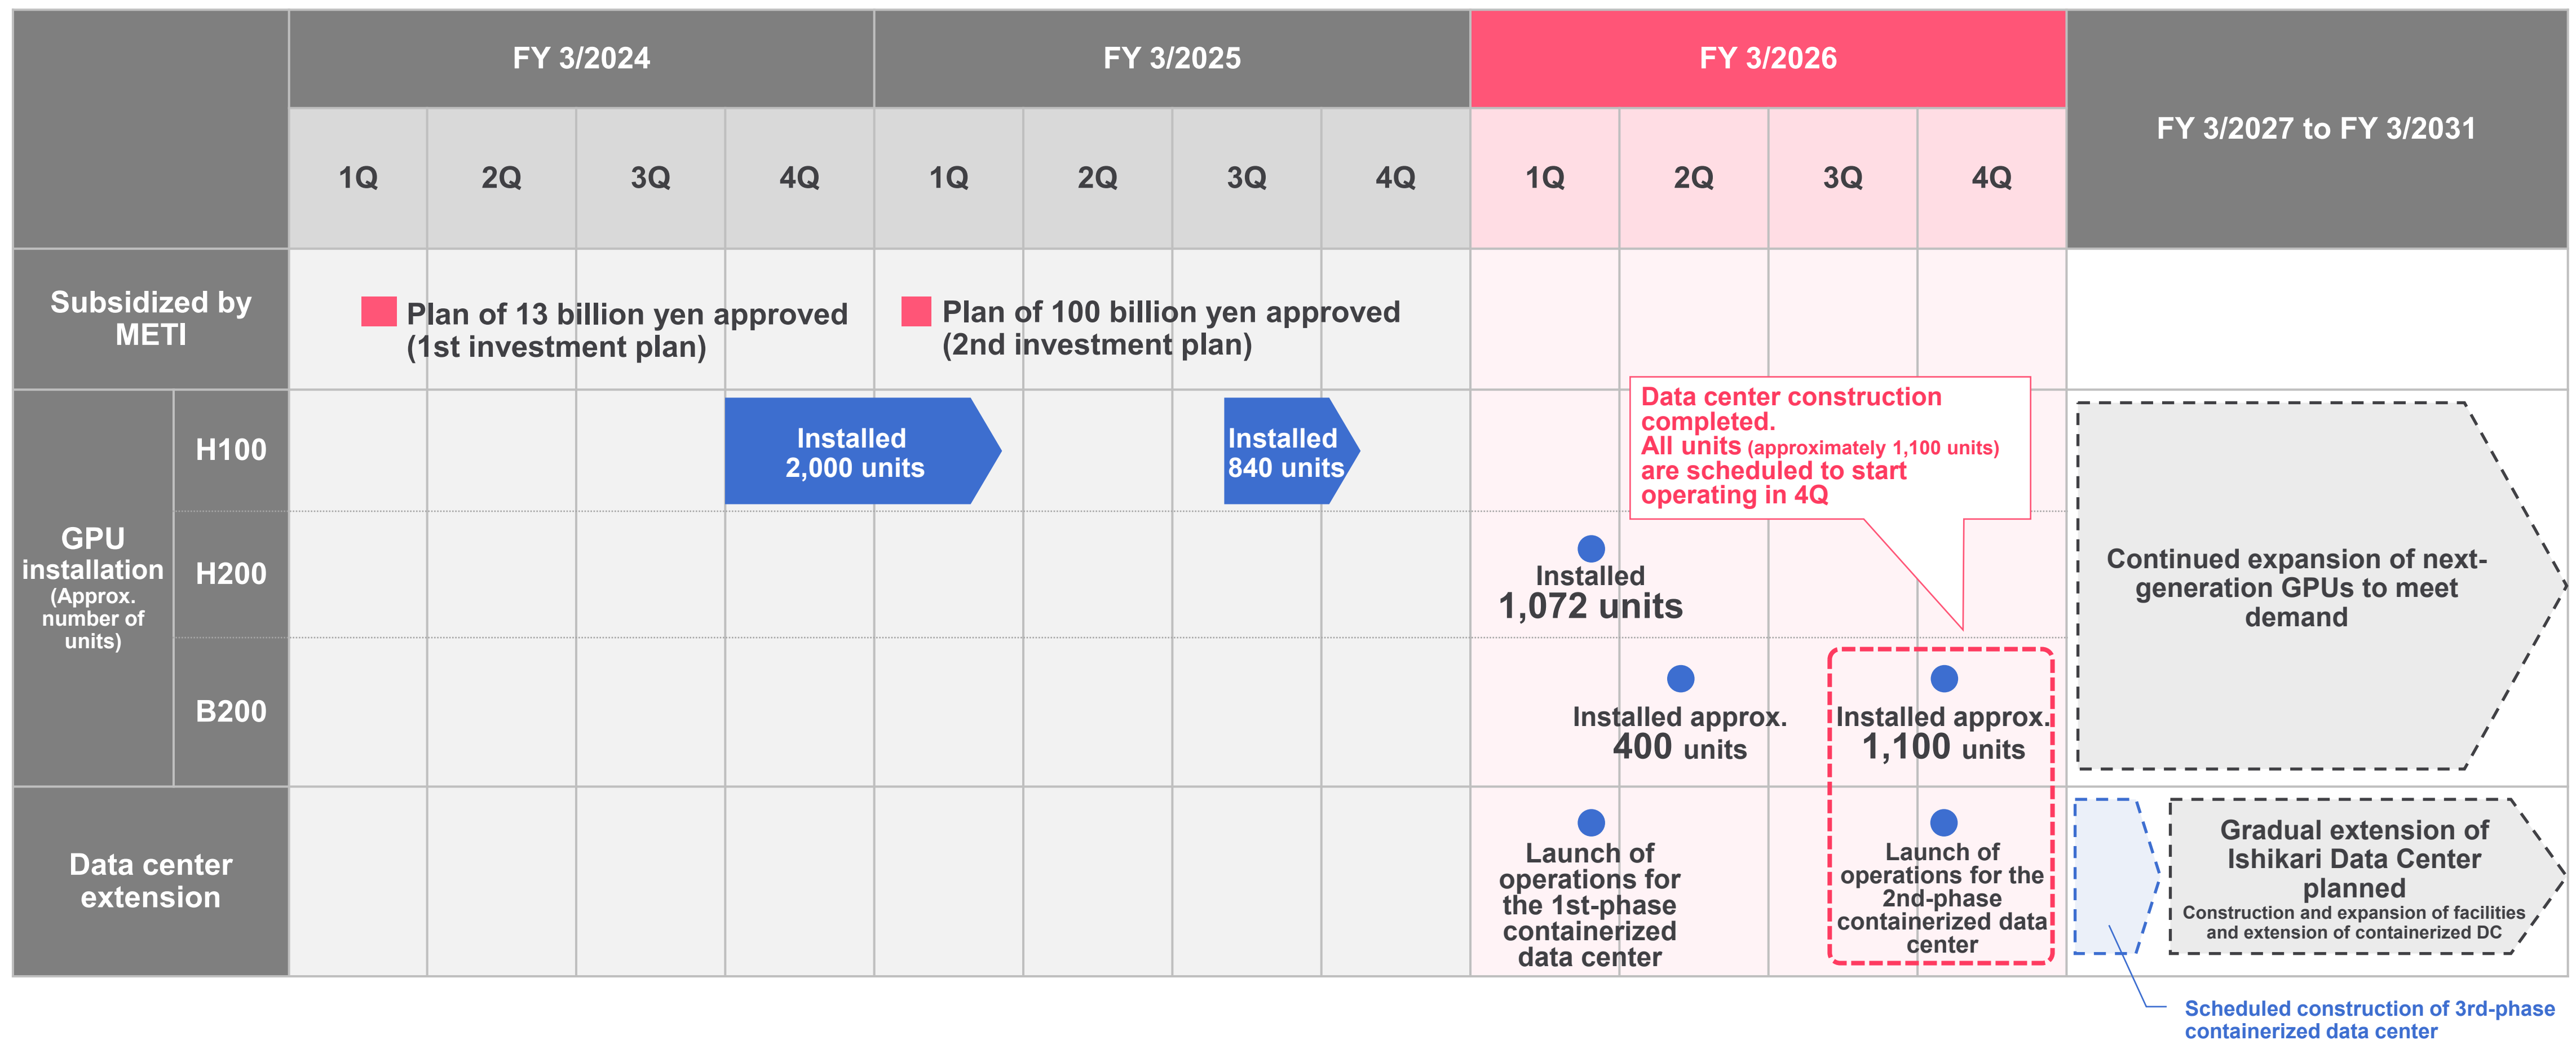 FY 3/2024
FY 3/2025
FY 3/2026
FY 3/2027 to FY 3/2031
1Q
2Q
3Q
4Q
1Q
2Q
3Q
4Q
1Q
2Q
3Q
4Q
Subsidized by
METI
Plan of 13 billion yen approved
(1st investment plan)
Plan of 100 billion yen approved
(2nd investment plan)
GPU
installation
(Approx.
number of
units)
H100
Installed
2,000 units
Installed
840 units
Data center construction
completed.
All units (approximately 1,100 units)
are scheduled to start
operating in 4Q
H200
Installed
1,072 units
B200
Installed approx.
400 units
Installed approx.
1,100 units
Continued expansion of next-
generation GPUs to meet
demand
Data center
extension
Launch of
operations for
the 1st-phase
containerized
data center
Launch of
operations for the
2nd-phase
containerized data
center
Gradual extension of
Ishikari Data Center
planned
Construction and expansion of facilities
and extension of containerized DC
Scheduled construction of 3rd-phase
containerized data center